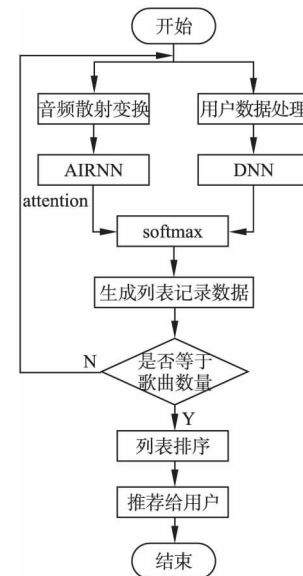 开始
音频散射变换
用户数据处理
AIRNN
DNN
attention
softmax
生成列表记录数据
是否等于
歌曲数量
N
Y
列表排序
推荐给用户
结束